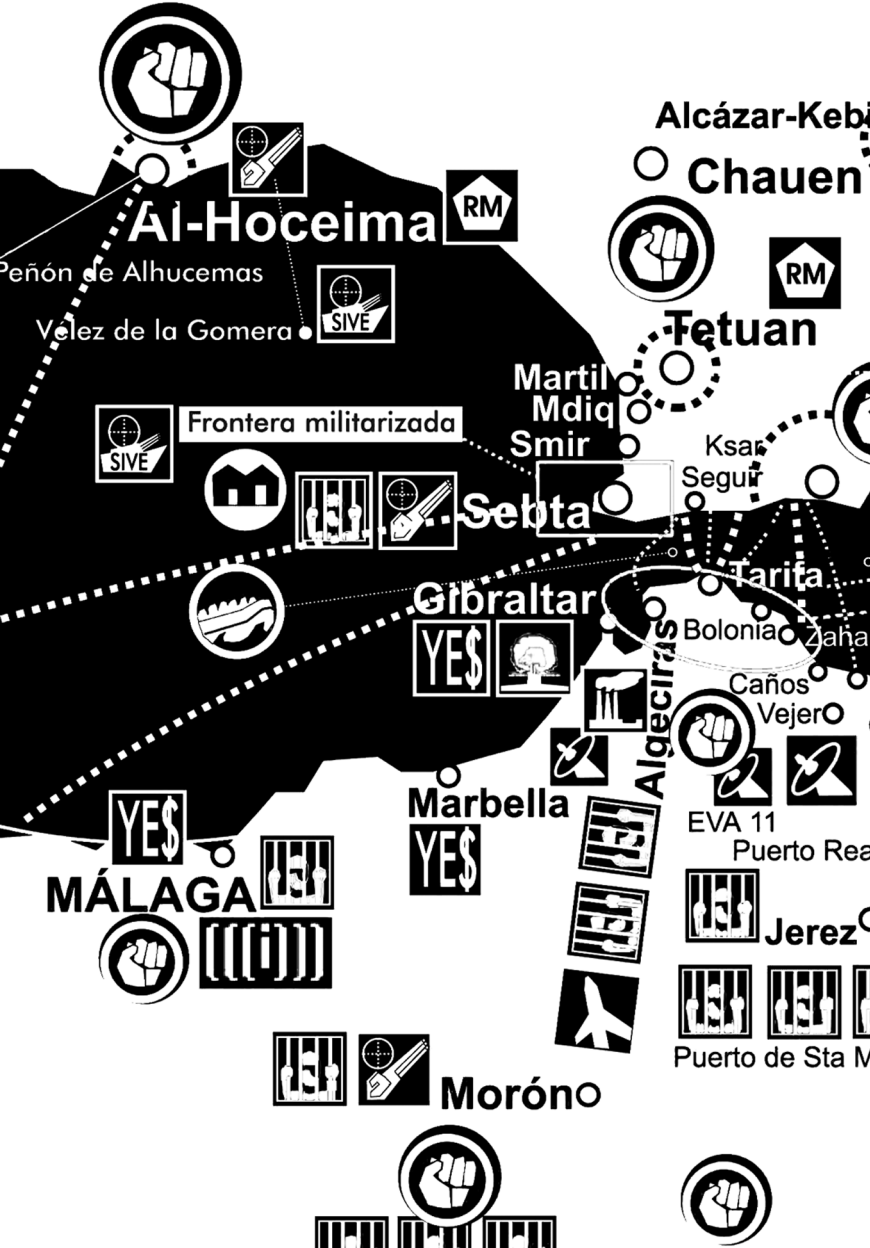 Alcázar-Kebi
Chauen
Al-Hoceima
RM
RM
Peñón de Alhucemas
Vélez de la Gomera
SIVE
Tetuan
Martil
Mdiq
Smir
Frontera militarizada
SIVE
Ksar
Seguir
Sebta
Gibraltar
Tarifa
YE$
Bolonia
Zaha
Algeciras
Caños
Vejer
Marbella
YE$
YE$
EVA 11
Puerto Rea
MÁLAGA
(((i)))
Jerez
Puerto de Sta M
Morón